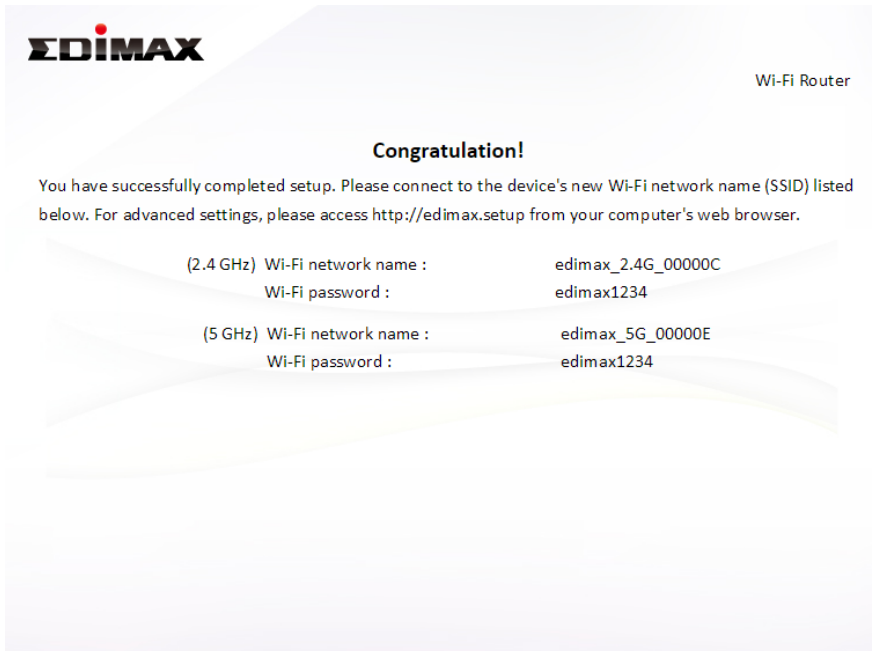 EDIMAX
Wi-Fi Router
Congratulation!
You have successfully completed setup. Please connect to the device's new Wi-Fi network name (SSID) listed
below. For advanced settings, please access http://edimax.setup from your computer's web browser.
(2.4 GHz) Wi-Fi network name : edimax_2.4G_00000C
Wi-Fi password : edimax1234
(5 GHz) Wi-Fi network name : edimax_5G_00000E
Wi-Fi password : edimax1234